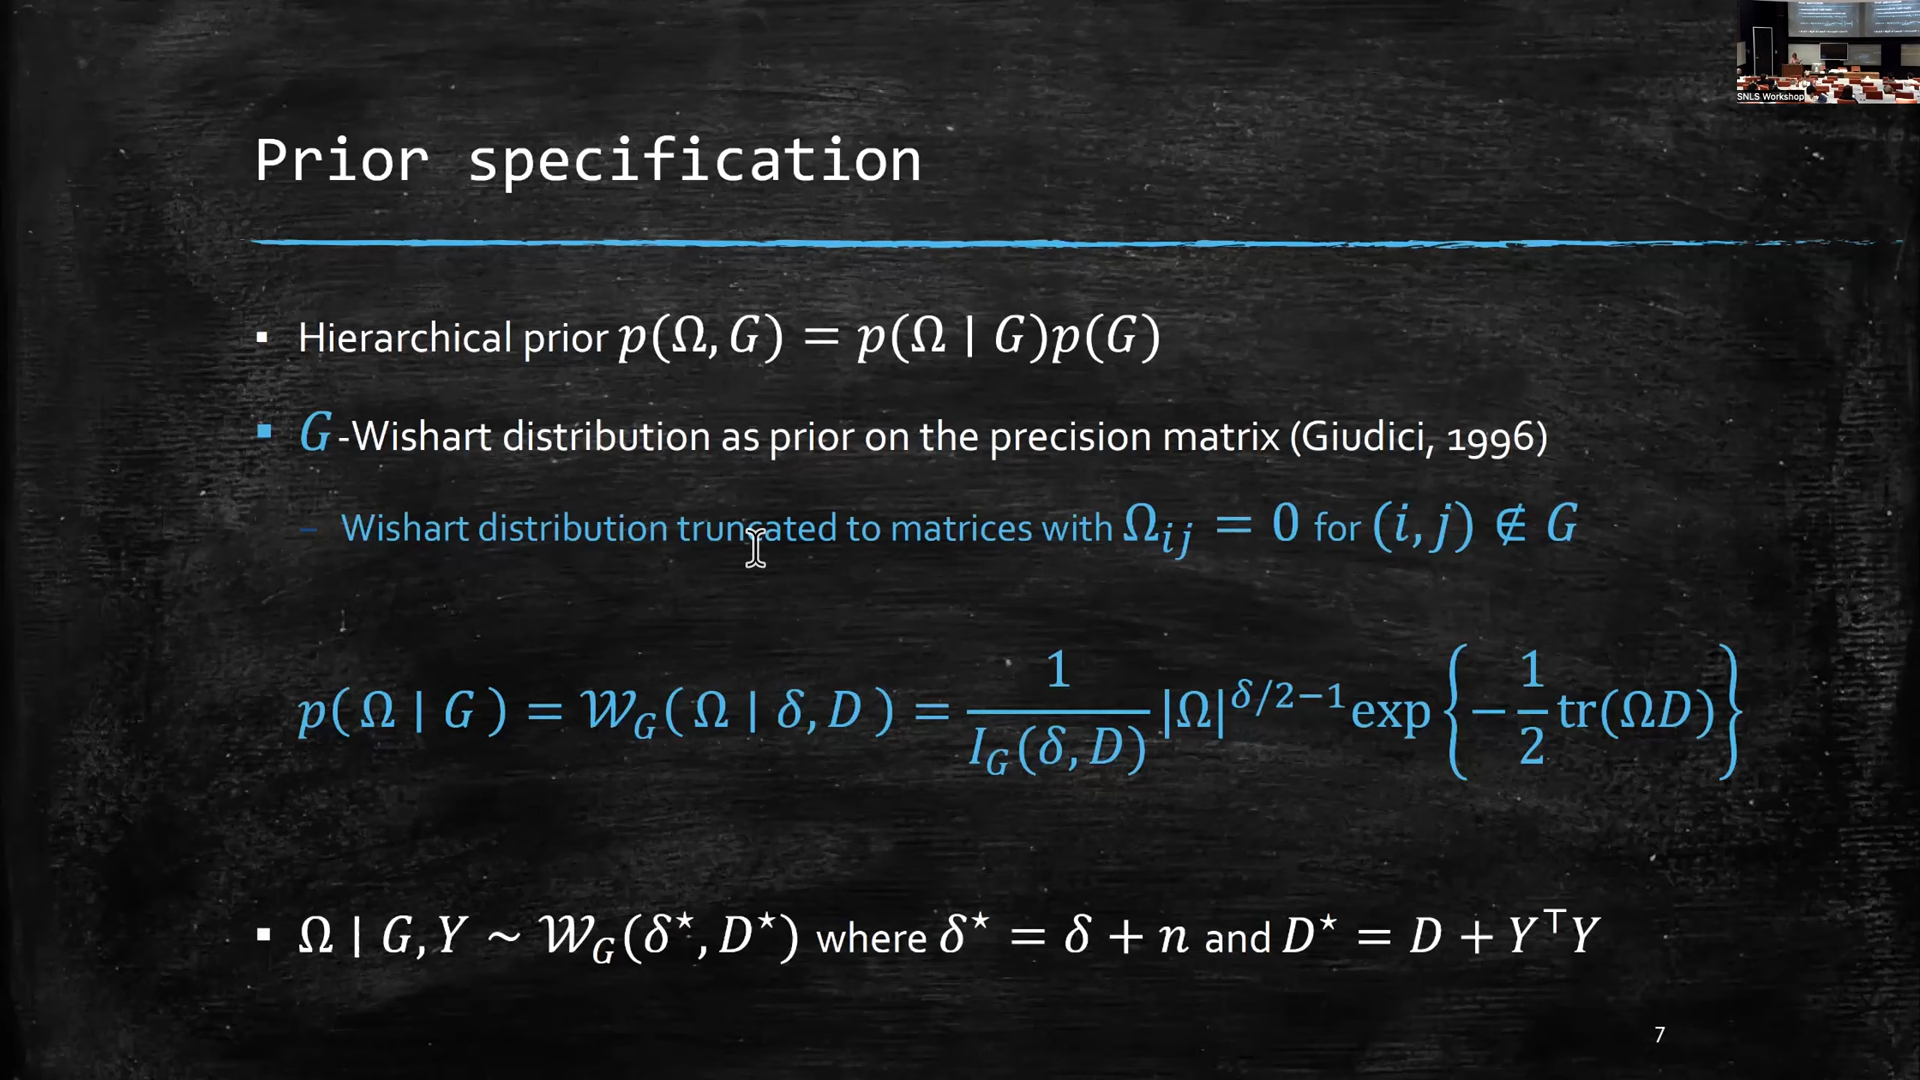 SNLS Workshop
Prior specification
▪ Hierarchical prior p(Ω, G) = p(Ω | G)p(G)
▪ G-Wishart distribution as prior on the precision matrix (Giudici, 1996)
– Wishart distribution truncated to matrices with Ωᵢⱼ = 0 for (i, j) ∉ G
p( Ω | G ) = 𝒲_G( Ω | δ, D ) = 1/I_G(δ, D) |Ω|^{δ/2−1} exp{−1/2 tr(ΩD)}
▪ Ω | G, Y ~ 𝒲_G(δ*, D*) where δ* = δ + n and D* = D + Y^⊤Y
7